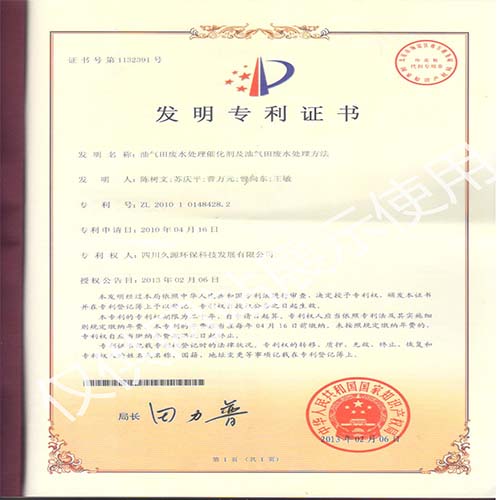 证书号第1132391号
发明专利证书
发明名称：油气田废水处理催化剂及油气田废水处理方法
发明人：陈树文;苏庆平;曹万元;曾向东;王敏
专利号：ZL 2010 1 0148428.2
专利申请日：2010年04月16日
专利权人：四川久源环保科技发展有限公司
授权公告日：2013年02月06日
本发明经过本局依照中华人民共和国专利法进行审查，决定授予专利权，颁发本证书
并在专利登记簿上予以登记。专利权自授权公告之日起生效。
本专利的专利权期限为二十年，自申请日起算。专利权人应当依照专利法及其实施细
则规定缴纳年费。本专利的年费应当在每年04月16日前缴纳。未按照规定缴纳年费的，
专利权自应当缴纳年费期满之日起终止。
专利证书记载专利权登记时的法律状况。专利权的转移、质押、无效、终止、恢复和
专利权人的姓名或名称、国籍、地址变更等事项记载在专利登记簿上。
局长 田力普
中华人民共和国国家知识产权局
2013年02月06日
第1页（共1页）